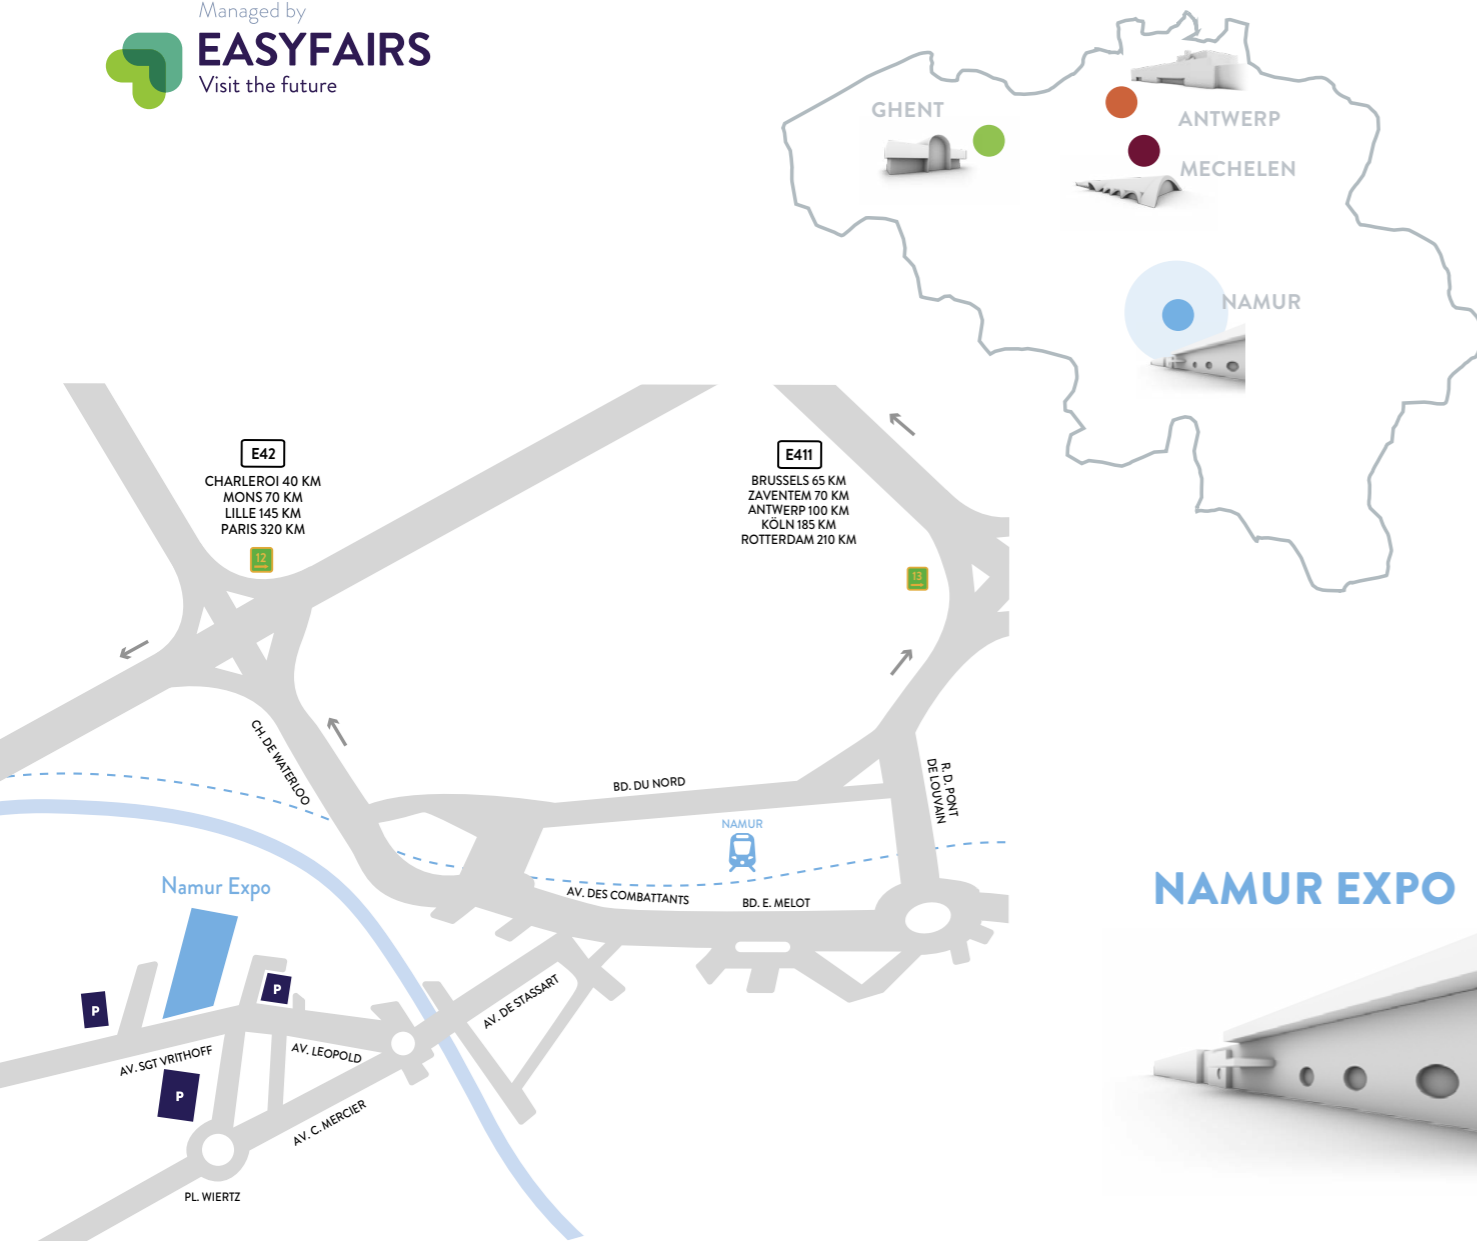 Managed by
EASYFAIRS
Visit the future
GHENT
ANTWERP
MECHELEN
NAMUR
E42
CHARLEROI 40 KM
MONS 70 KM
LILLE 145 KM
PARIS 320 KM
12
E411
BRUSSELS 65 KM
ZAVENTEM 70 KM
ANTWERP 100 KM
KÖLN 185 KM
ROTTERDAM 210 KM
13
CH. DE WATERLOO
BD. DU NORD
R. D. PONT
DE LOUVAIN
NAMUR
AV. DES COMBATTANTS
BD. E. MELOT
Namur Expo
NAMUR EXPO
P
P
AV. DE STASSART
AV. SGT VRITHOFF
AV. LEOPOLD
P
AV. C. MERCIER
PL. WIERTZ